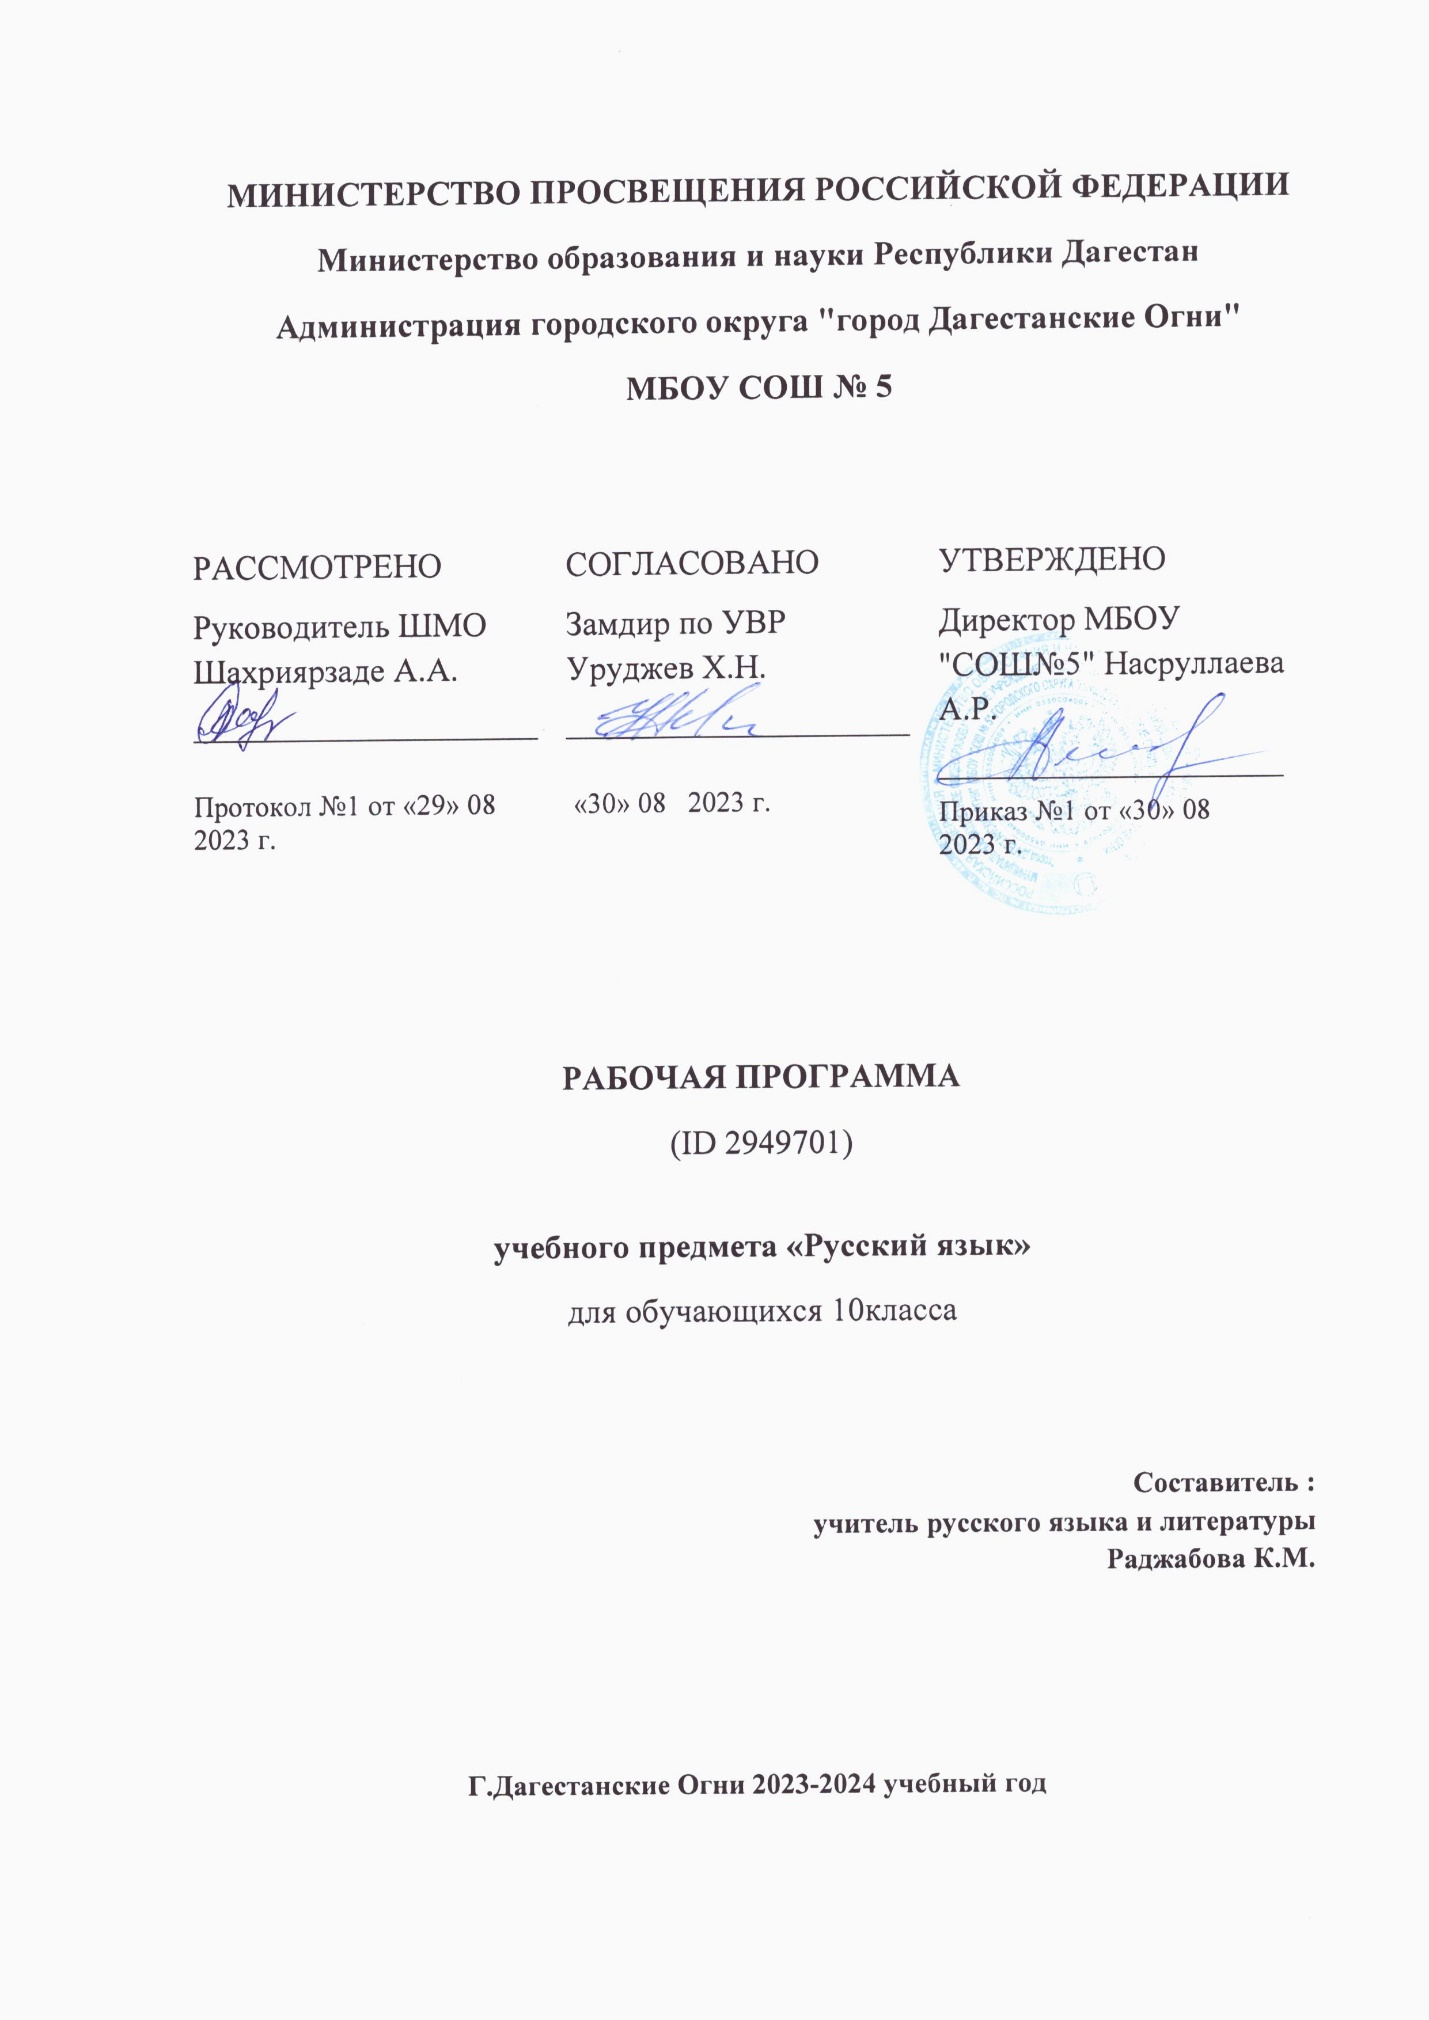 МИНИСТЕРСТВО ПРОСВЕЩЕНИЯ РОССИЙСКОЙ ФЕДЕРАЦИИ
Министерство образования и науки Республики Дагестан
Администрация городского округа "город Дагестанские Огни"
МБОУ СОШ № 5
РАССМОТРЕНО
Руководитель ШМО
Шахриярзаде А.А.
Протокол №1 от «29» 08
2023 г.
СОГЛАСОВАНО
Замдир по УВР
Уруджев Х.Н.
«30» 08 2023 г.
УТВЕРЖДЕНО
Директор МБОУ
"СОШ№5" Насруллаева
А.Р.
Приказ №1 от «30» 08
2023 г.
РАБОЧАЯ ПРОГРАММА
(ID 2949701)
учебного предмета «Русский язык»
для обучающихся 10класса
Составитель :
учитель русского языка и литературы
Раджабова К.М.
Г.Дагестанские Огни 2023-2024 учебный год